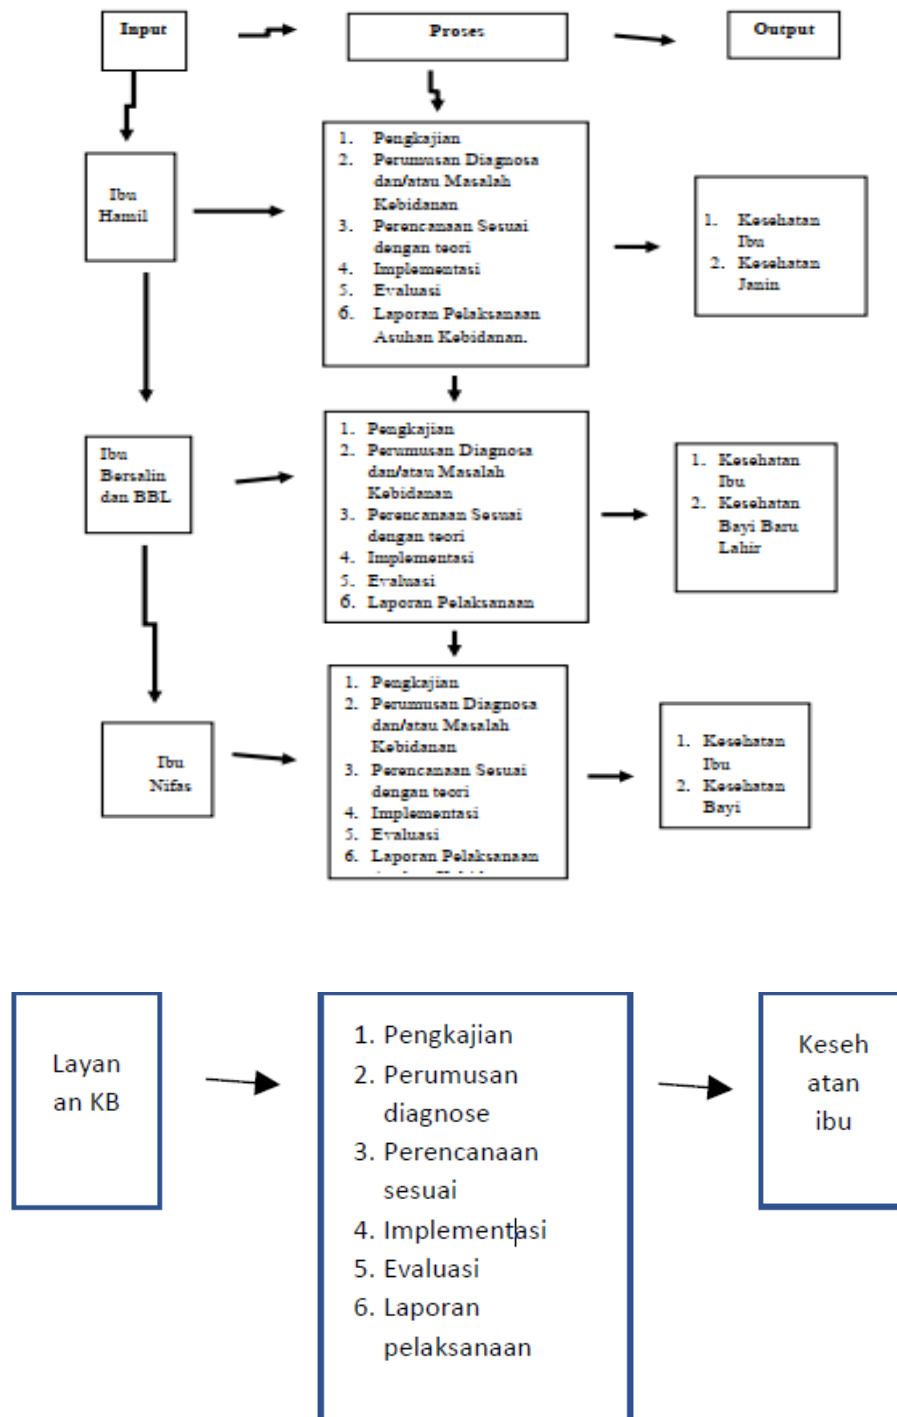 Input
Proses
Output
Ibu
Hamil
1. Pengkajian
2. Perumusan Diagnosa
dan/atau Masalah
Kebidanan
3. Perencanaan Sesuai
dengan teori
4. Implementasi
5. Evaluasi
6. Laporan Pelaksanaan
Asuhan Kebidanan.
1. Kesehatan
Ibu
2. Kesehatan
Janin
Ibu
Bersalin
dan BBL
1. Pengkajian
2. Perumusan Diagnosa
dan/atau Masalah
Kebidanan
3. Perencanaan Sesuai
dengan teori
4. Implementasi
5. Evaluasi
6. Laporan Pelaksanaan
1. Kesehatan
Ibu
2. Kesehatan
Bayi Baru
Lahir
Ibu
Nifas
1. Pengkajian
2. Perumusan Diagnosa
dan/atau Masalah
Kebidanan
3. Perencanaan Sesuai
dengan teori
4. Implementasi
5. Evaluasi
6. Laporan Pelaksanaan
1. Kesehatan
Ibu
2. Kesehatan
Bayi
Layan
an KB
1. Pengkajian
2. Perumusan
diagnose
3. Perencanaan
sesuai
4. Implementasi
5. Evaluasi
6. Laporan
pelaksanaan
Keseh
atan
ibu